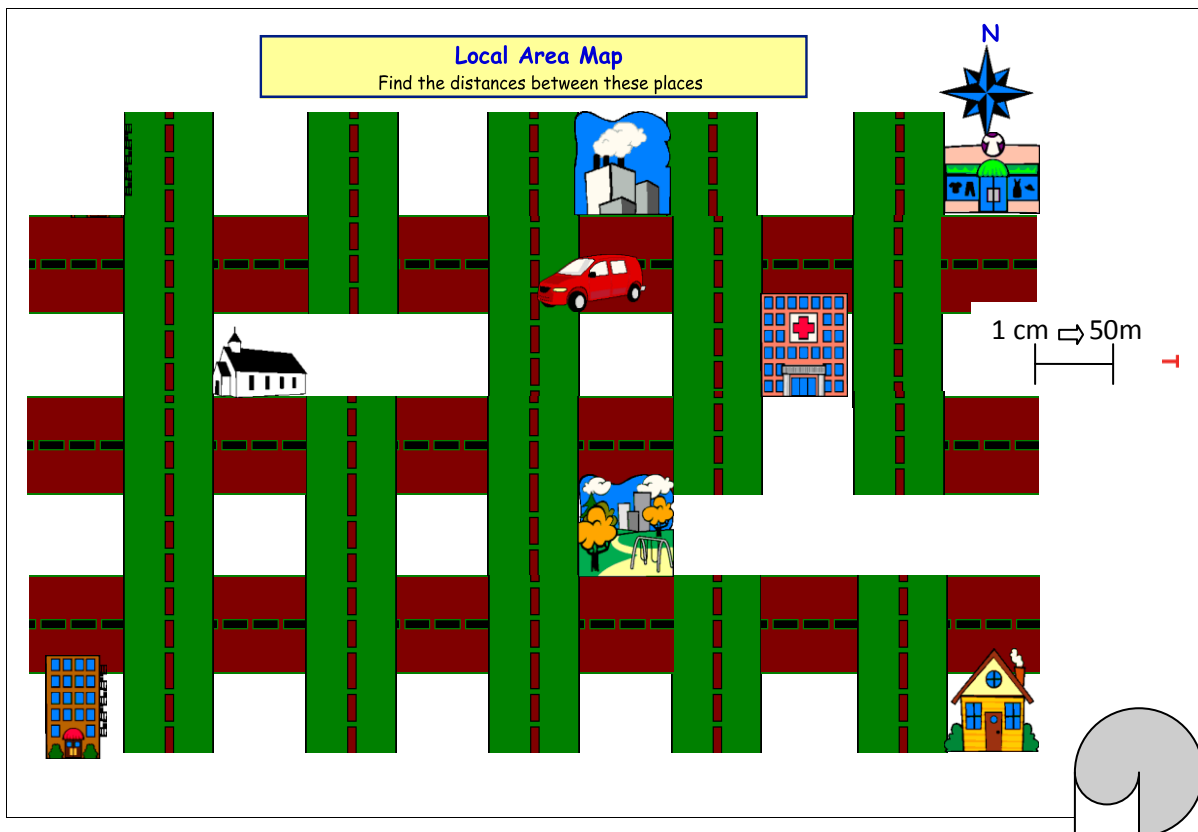 Local Area Map
Find the distances between these places
N
1 cm ⇨ 50m
T